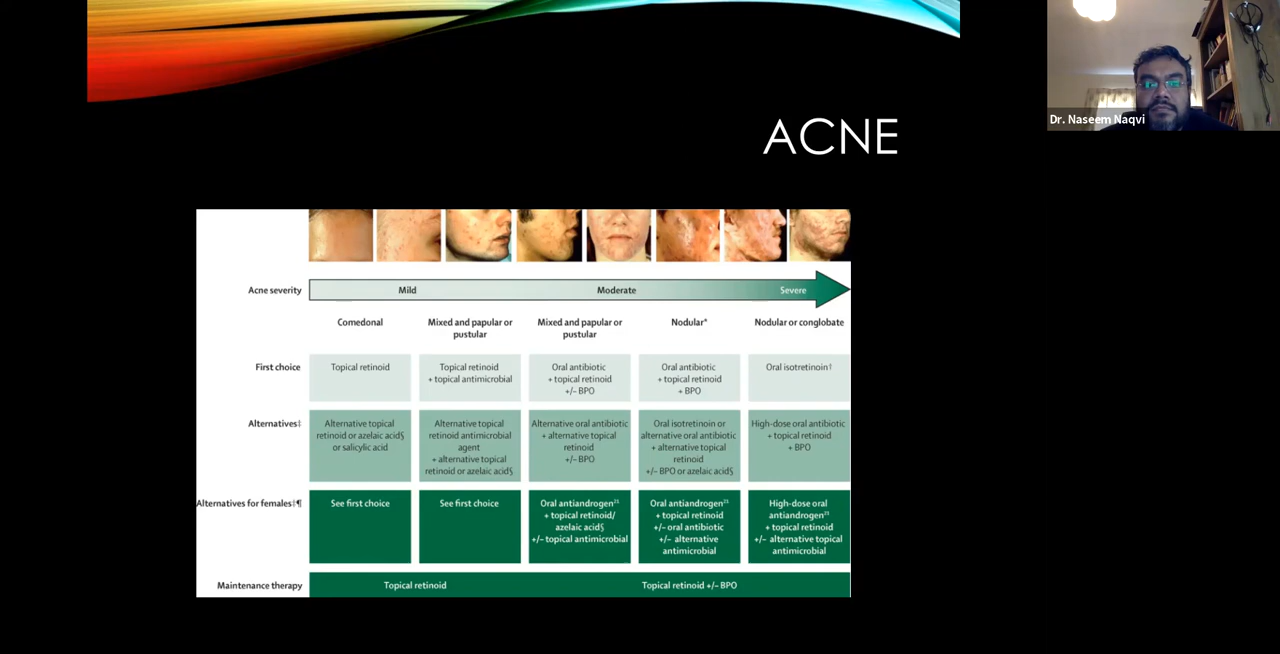 Dr. Naseem Naqvi
ACNE
Acne severity
Mild
Moderate
Severe
Comedonal
Mixed and papular or
pustular
Mixed and papular or
pustular
Nodular*
Nodular or conglobate
First choice
Topical retinoid
Topical retinoid
+ topical antimicrobial
Oral antibiotic
+ topical retinoid
+/– BPO
Oral antibiotic
+ topical retinoid
+ BPO
Oral isotretinoin†
Alternatives‡
Alternative topical
retinoid or azelaic acid§
or salicylic acid
Alternative topical
retinoid antimicrobial
agent
+ alternative topical
retinoid or azelaic acid§
Alternative oral antibiotic
+ alternative topical
retinoid
+/– BPO
Oral isotretinoin or
alternative oral antibiotic
+ alternative topical
retinoid
+/– BPO or azelaic acid§
High-dose oral antibiotic
+ topical retinoid
+ BPO
Alternatives for females‡¶
See first choice
See first choice
Oral antiandrogen²¹
+ topical retinoid/
azelaic acid§
+/– topical antimicrobial
Oral antiandrogen²¹
+ topical retinoid
+/– oral antibiotic
+/– alternative
antimicrobial
High-dose oral
antiandrogen²¹
+ topical retinoid
+/– alternative topical
antimicrobial
Maintenance therapy
Topical retinoid
Topical retinoid +/– BPO